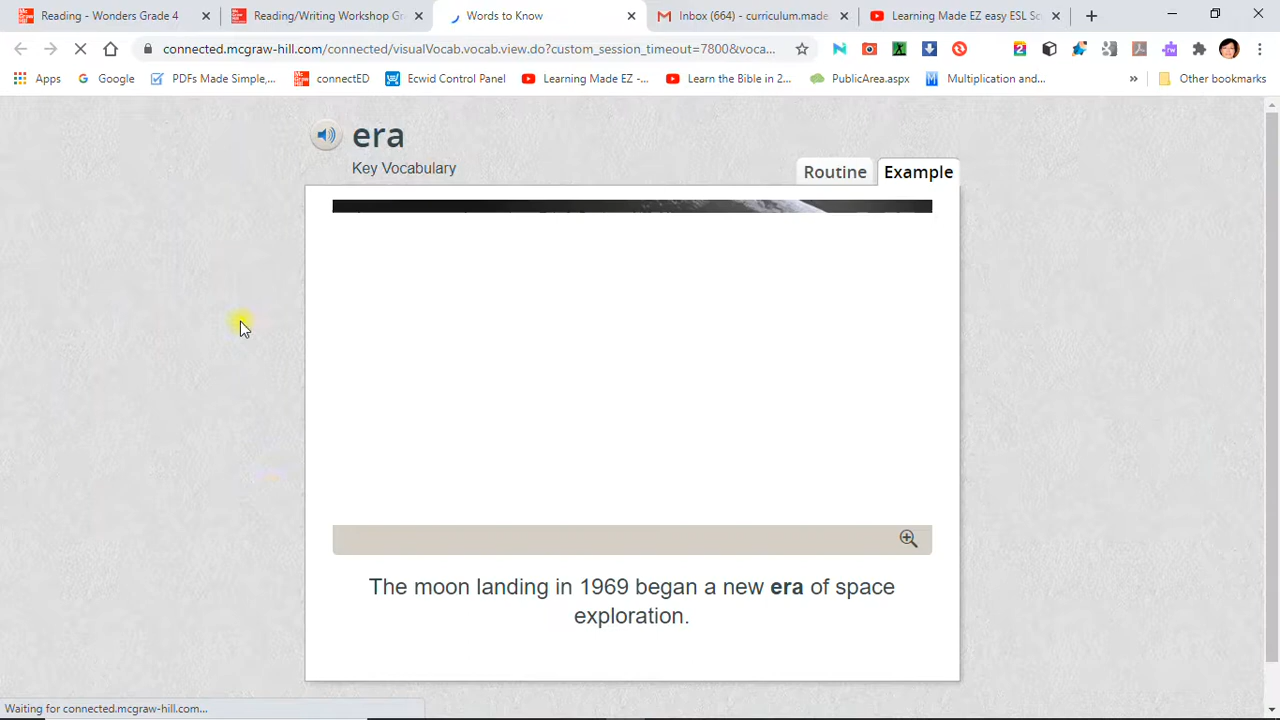 Reading - Wonders Grade 4
Reading/Writing Workshop Gr
Words to Know
Inbox (664) - curriculum.made
Learning Made EZ easy ESL Sc
connected.mcgraw-hill.com/connected/visualVocab.vocab.view.do?custom_session_timeout=7800&voca...
Apps
Google
PDFs Made Simple,...
connectED
Ecwid Control Panel
Learning Made EZ -...
Learn the Bible in 2...
PublicArea.aspx
Multiplication and...
»
Other bookmarks
era
Key Vocabulary
Routine
Example
The moon landing in 1969 began a new era of space
exploration.
Waiting for connected.mcgraw-hill.com...